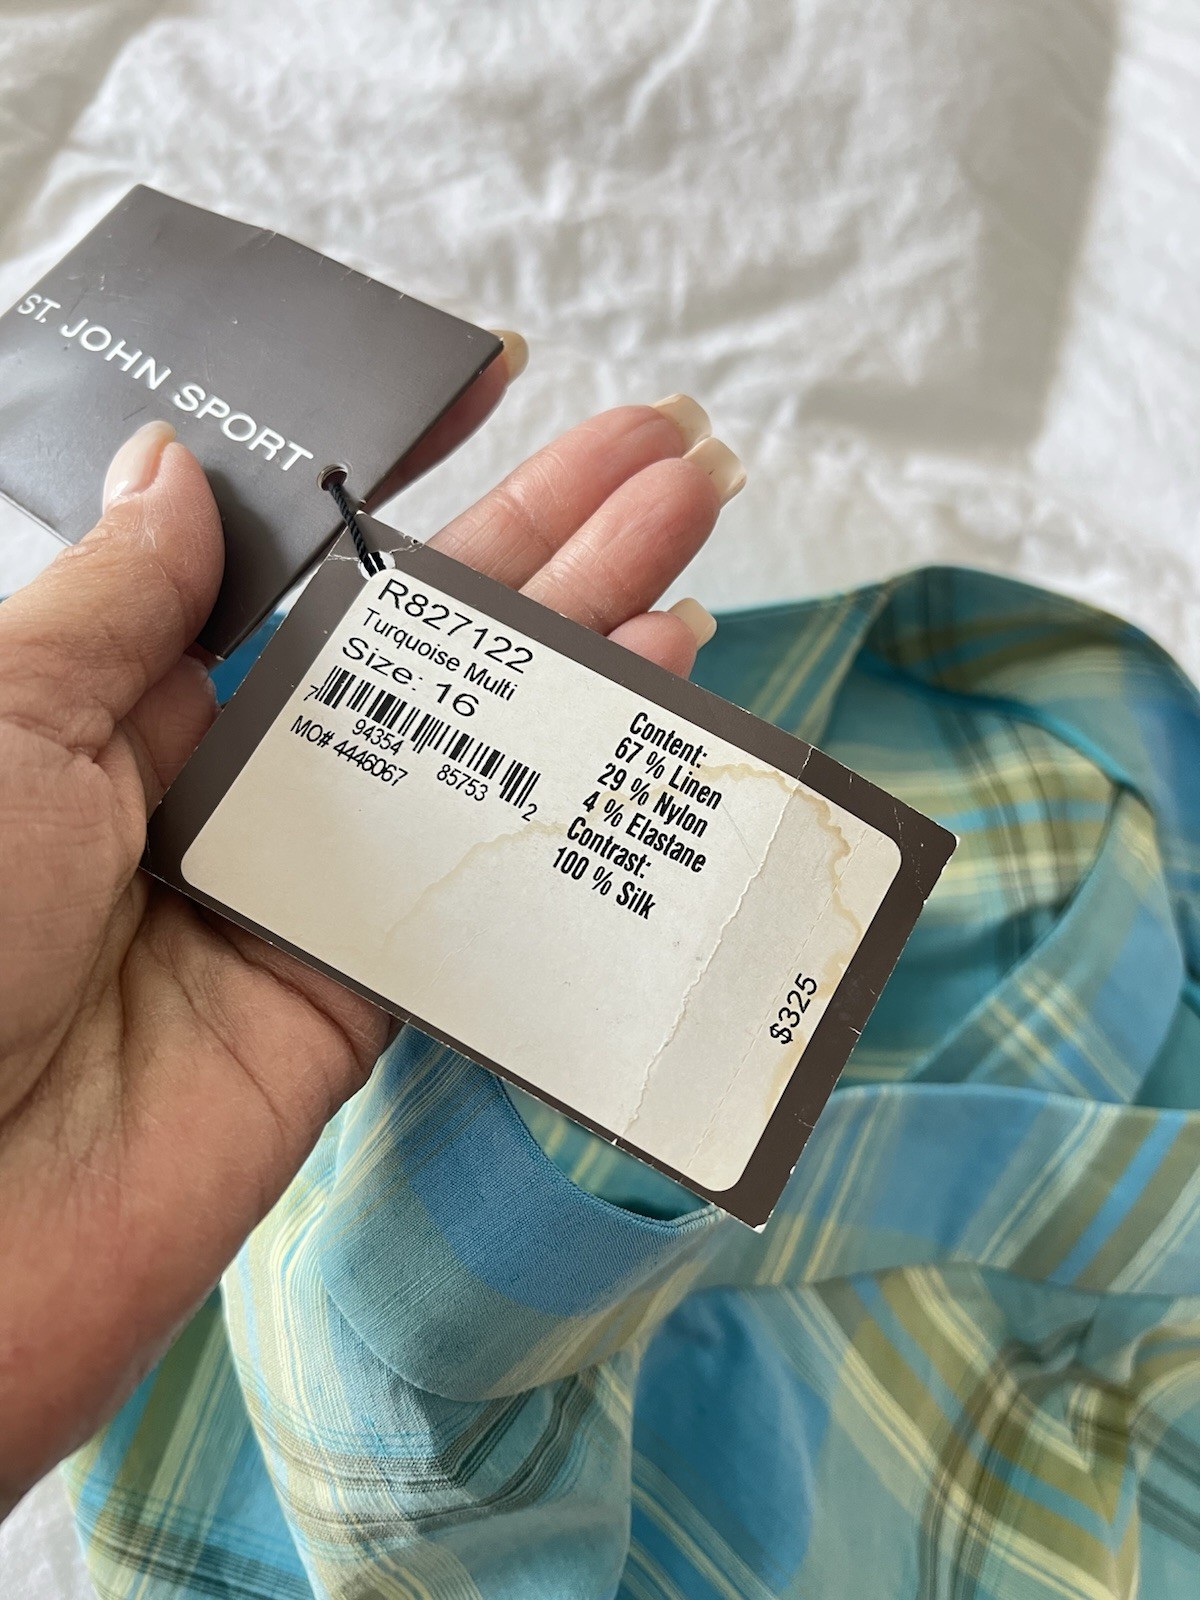 ST. JOHN SPORT
R827122
Turquoise Multi
Size: 16
7 94354 85753 2
MO# 4446067
Content:
67 % Linen
29 % Nylon
4 % Elastane
Contrast:
100 % Silk
$325